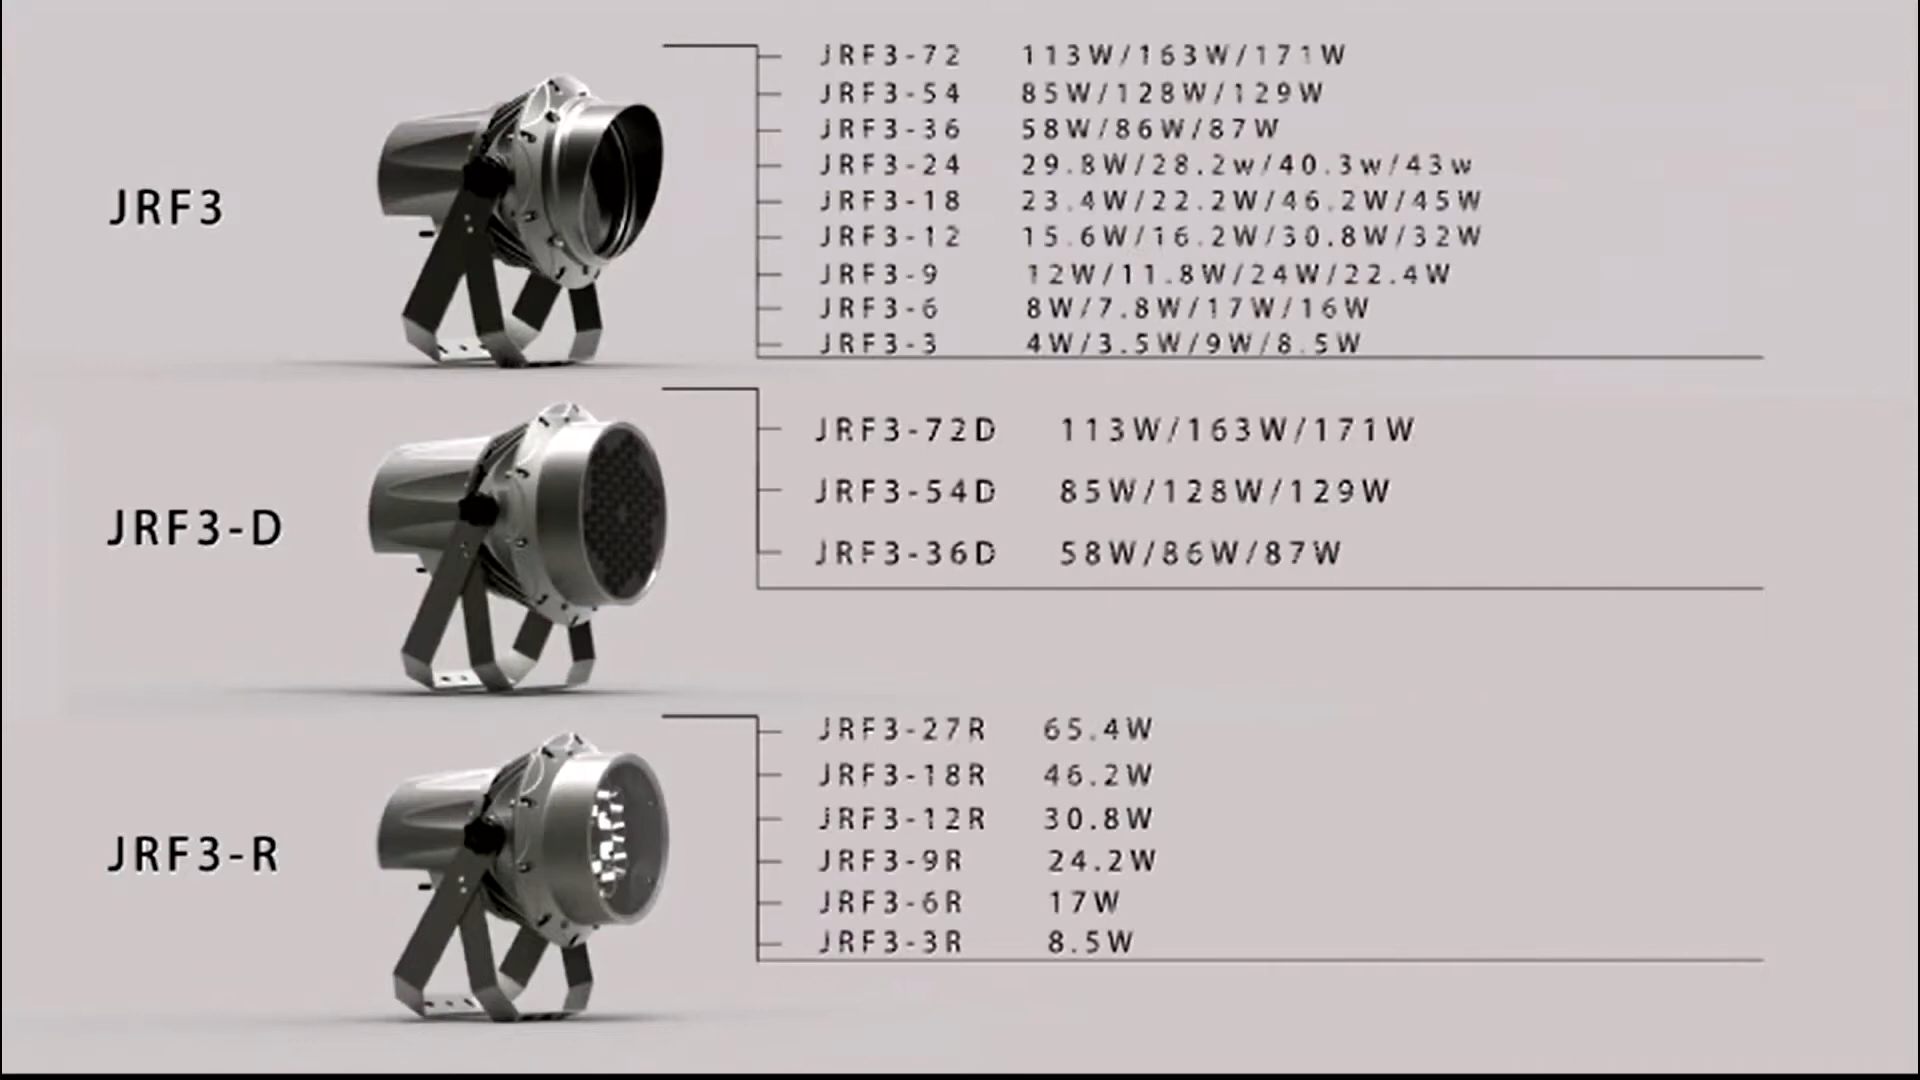 JRF3
JRF3-72 113W/163W/171W
JRF3-54 85W/128W/129W
JRF3-36 58W/86W/87W
JRF3-24 29.8W/28.2w/40.3w/43w
JRF3-18 23.4W/22.2W/46.2W/45W
JRF3-12 15.6W/16.2W/30.8W/32W
JRF3-9 12W/11.8W/24W/22.4W
JRF3-6 8W/7.8W/17W/16W
JRF3-3 4W/3.5W/9W/8.5W
JRF3-D
JRF3-72D 113W/163W/171W
JRF3-54D 85W/128W/129W
JRF3-36D 58W/86W/87W
JRF3-R
JRF3-27R 65.4W
JRF3-18R 46.2W
JRF3-12R 30.8W
JRF3-9R 24.2W
JRF3-6R 17W
JRF3-3R 8.5W